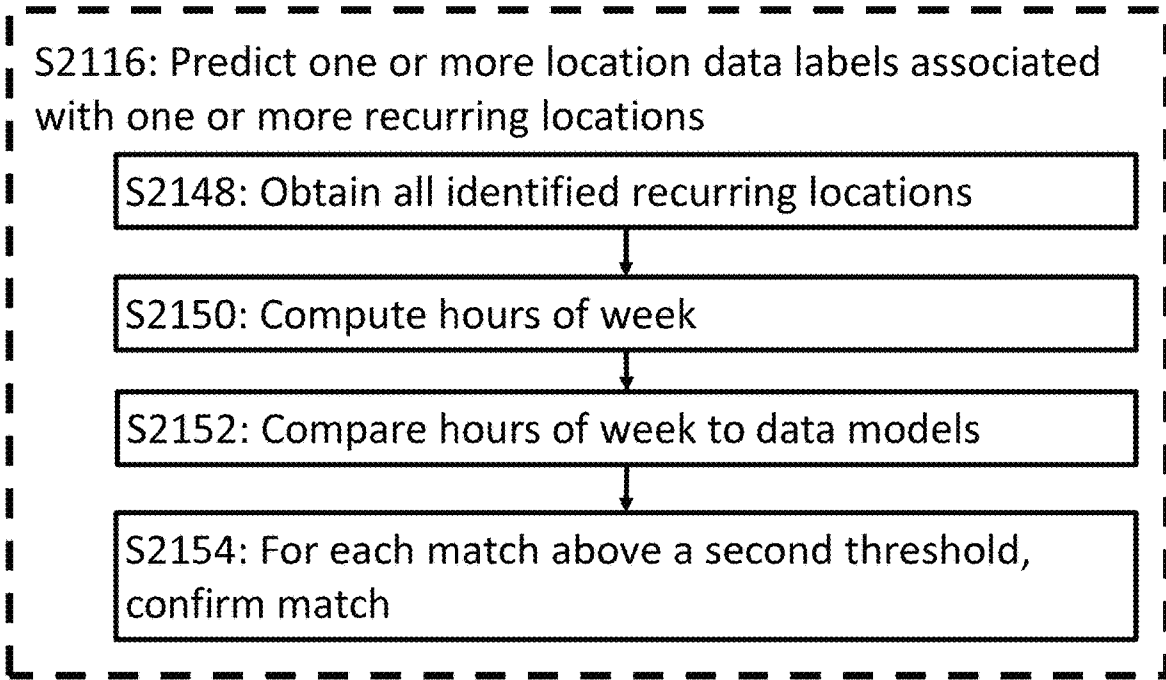 S2116: Predict one or more location data labels associated
with one or more recurring locations
S2148: Obtain all identified recurring locations
S2150: Compute hours of week
S2152: Compare hours of week to data models
S2154: For each match above a second threshold,
confirm match